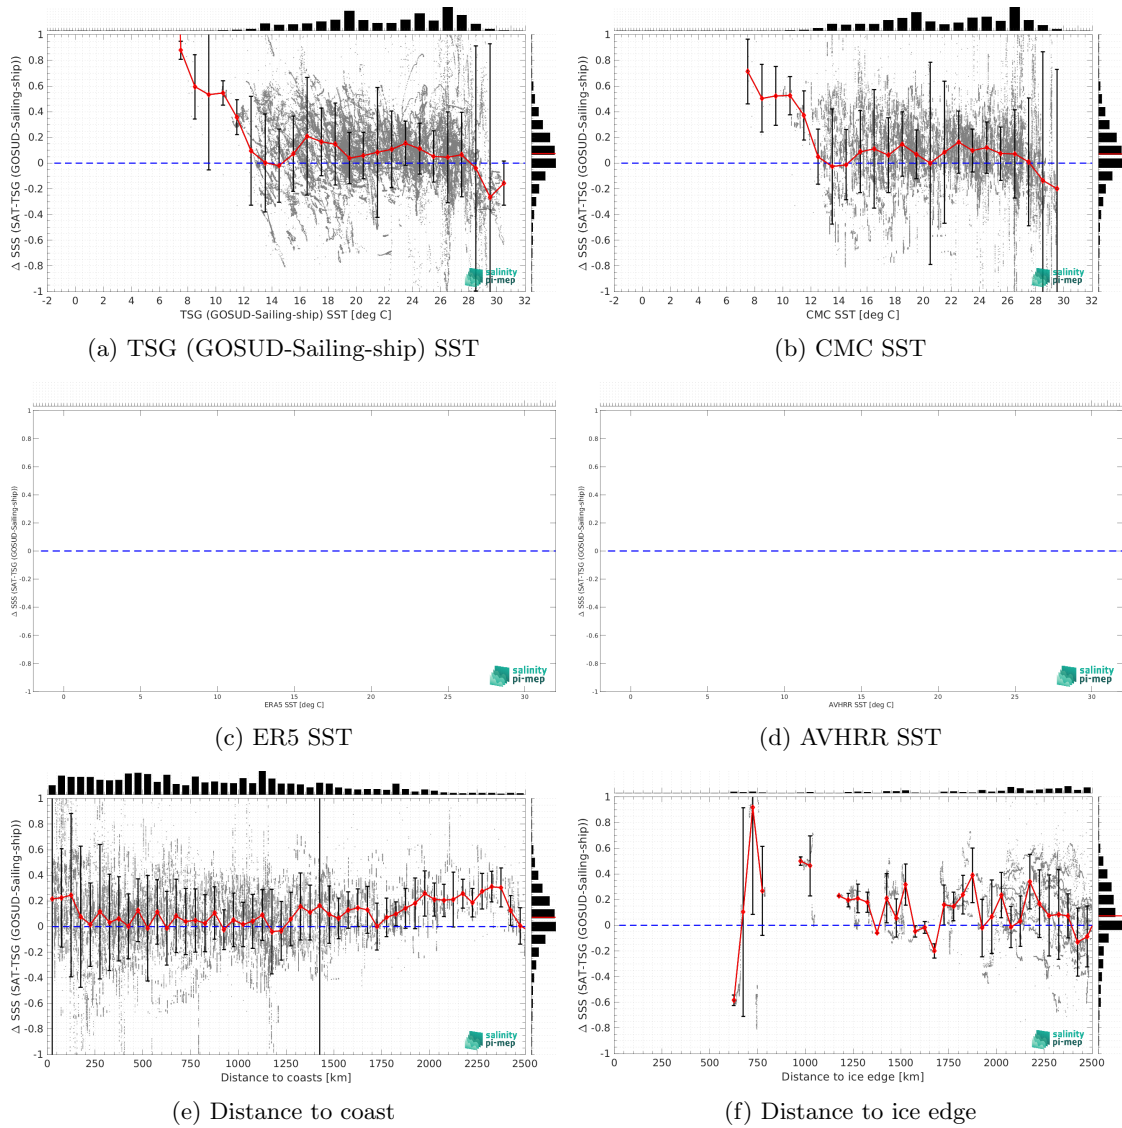 1
0.8
0.6
0.4
0.2
0
-0.2
-0.4
-0.6
-0.8
-1
Δ SSS (SAT-TSG (GOSUD-Sailing-ship))
salinity
pi-mep
-2 0 2 4 6 8 10 12 14 16 18 20 22 24 26 28 30 32
TSG (GOSUD-Sailing-ship) SST [deg C]
(a) TSG (GOSUD-Sailing-ship) SST
1
0.8
0.6
0.4
0.2
0
-0.2
-0.4
-0.6
-0.8
-1
Δ SSS (SAT-TSG (GOSUD-Sailing-ship))
salinity
pi-mep
-2 0 2 4 6 8 10 12 14 16 18 20 22 24 26 28 30 32
CMC SST [deg C]
(b) CMC SST
1
0.8
0.6
0.4
0.2
0
-0.2
-0.4
-0.6
-0.8
-1
Δ SSS (SAT-TSG (GOSUD-Sailing-ship))
salinity
pi-mep
0 5 10 15 20 25 30
ERA5 SST [deg C]
(c) ER5 SST
1
0.8
0.6
0.4
0.2
0
-0.2
-0.4
-0.6
-0.8
-1
Δ SSS (SAT-TSG (GOSUD-Sailing-ship))
salinity
pi-mep
0 5 10 15 20 25 30
AVHRR SST [deg C]
(d) AVHRR SST
1
0.8
0.6
0.4
0.2
0
-0.2
-0.4
-0.6
-0.8
-1
Δ SSS (SAT-TSG (GOSUD-Sailing-ship))
salinity
pi-mep
0 250 500 750 1000 1250 1500 1750 2000 2250 2500
Distance to coasts [km]
(e) Distance to coast
1
0.8
0.6
0.4
0.2
0
-0.2
-0.4
-0.6
-0.8
-1
Δ SSS (SAT-TSG (GOSUD-Sailing-ship))
salinity
pi-mep
0 250 500 750 1000 1250 1500 1750 2000 2250 2500
Distance to ice edge [km]
(f) Distance to ice edge